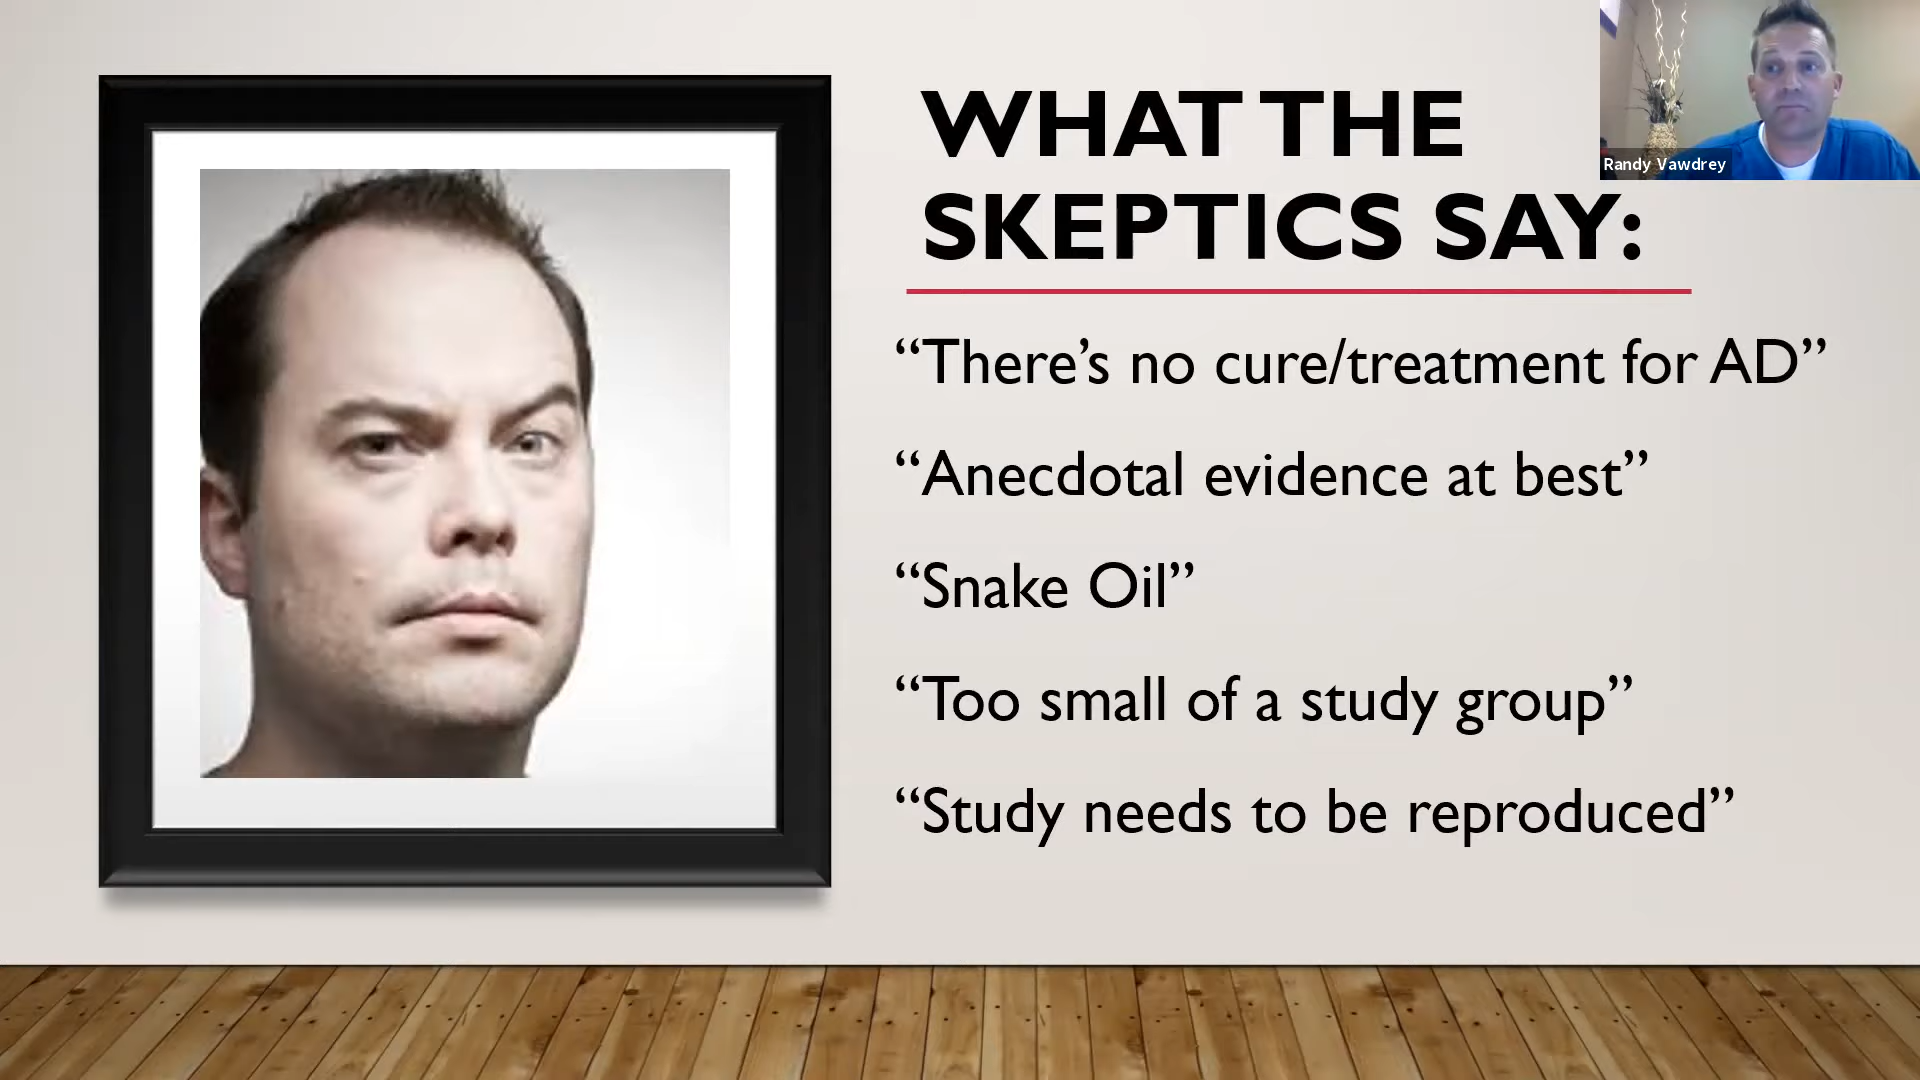 WHAT THE
SKEPTICS SAY:
Randy Vawdrey
“There’s no cure/treatment for AD”
“Anecdotal evidence at best”
“Snake Oil”
“Too small of a study group”
“Study needs to be reproduced”